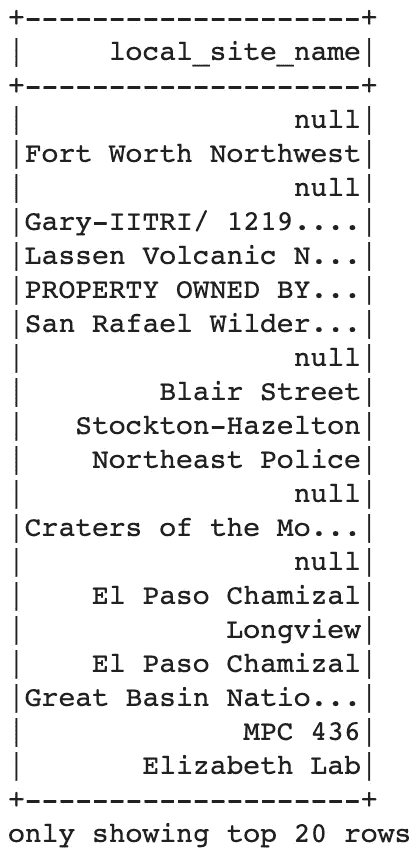 +--------------------+
|     local_site_name|
+--------------------+
|                null|
|Fort Worth Northwest|
|                null|
|Gary-IITRI/ 1219....|
|Lassen Volcanic N...|
|PROPERTY OWNED BY...|
|San Rafael Wilder...|
|                null|
|        Blair Street|
|   Stockton-Hazelton|
|    Northeast Police|
|                null|
|Craters of the Mo...|
|                null|
|    El Paso Chamizal|
|            Longview|
|    El Paso Chamizal|
|Great Basin Natio...|
|             MPC 436|
|       Elizabeth Lab|
+--------------------+
only showing top 20 rows